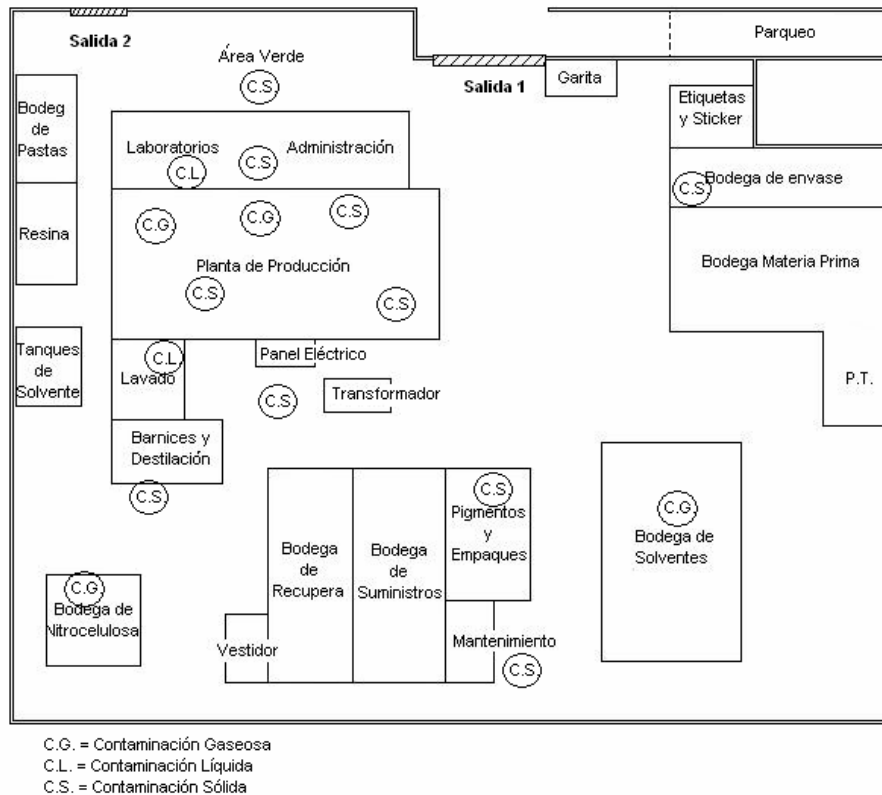 Parqueo
Salida 2
Área Verde
C.S.
Salida 1
Garita
Bodeg
de
Pastas
Etiquetas
y Sticker
Laboratorios
Administración
C.L
C.S.
Bodega de envase
C.S.
Resina
C.G
C.G.
C.S.
Planta de Producción
Bodega Materia Prima
C.S.
C.S.
Tanques
de
Solvente
C.L
Lavado
Panel Eléctrico
Transformador
C.S.
P.T.
Barnices y
Destilación
C.S.
C.S
Pigmentos
y
Empaques
C.G
Bodega de
Solventes
Bodega
de
Recupera
Bodega
de
Suministros
C.G
Bodega de
Nitrocelulosa
Vestidor
Mantenimiento
C.S.
C.G. = Contaminación Gaseosa
C.L. = Contaminación Líquida
C.S. = Contaminación Sólida